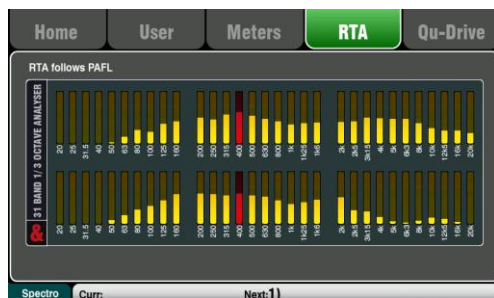 Home User Meters RTA Qu-Drive
RTA follows PAFL
31 BAND 1/3 OCTAVE ANALYSER
20 25 31.5 40 50 63 80 100 125 160 200 250 315 400 500 630 800 1k 1k25 1k6 2k 2k5 3k15 4k 5k 6k3 8k 10k 12k5 16k 20k
20 25 31.5 40 50 63 80 100 125 160 200 250 315 400 500 630 800 1k 1k25 1k6 2k 2k5 3k15 4k 5k 6k3 8k 10k 12k5 16k 20k
&
Spectro Curr: Next:1)